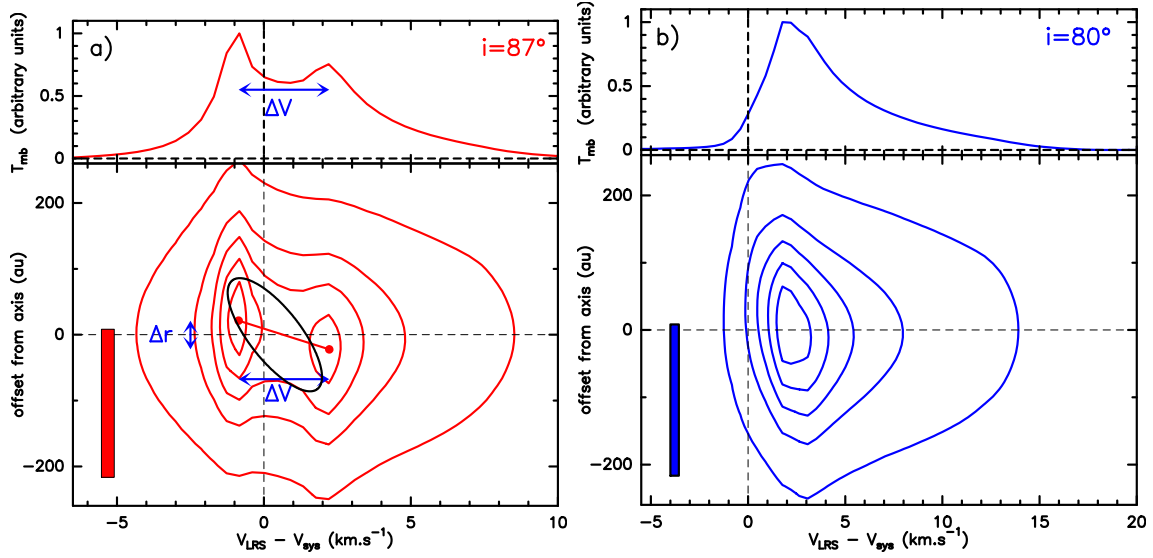 a)
i=87°
ΔV
T_mb (arbitrary units)
0
0.5
1
Δr
ΔV
offset from axis (au)
−200
0
200
−5 0 5 10
V_LRS − V_sys (km.s⁻¹)
b)
i=80°
T_mb (arbitrary units)
0
0.5
1
offset from axis (au)
−200
0
200
−5 0 5 10 15 20
V_LRS − V_sys (km.s⁻¹)